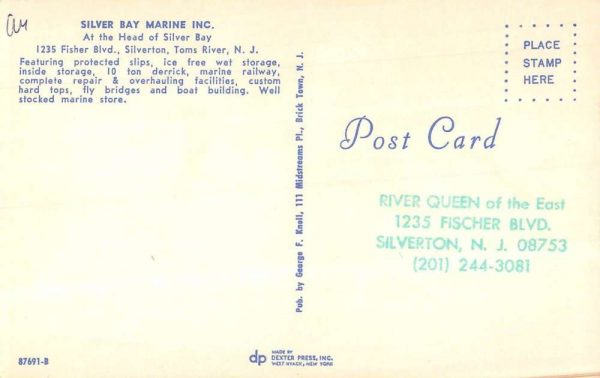 SILVER BAY MARINE INC.
At the Head of Silver Bay
1235 Fisher Blvd., Silverton, Toms River, N. J.
Featuring protected slips, ice free wet storage,
inside storage, 10 ton derrick, marine railway,
complete repair & overhauling facilities, custom
hard tops, fly bridges and boat building. Well
stocked marine store.
Pub. by George F. Knoll, 111 Midstreams Pl., Brick Town, N. J.
PLACE
STAMP
HERE
Post Card
RIVER QUEEN of the East
1235 FISCHER BLVD.
SILVERTON, N. J. 08753
(201) 244-3081
87691-B
dp
MADE BY
DEXTER PRESS, INC.
WEST NYACK, NEW YORK